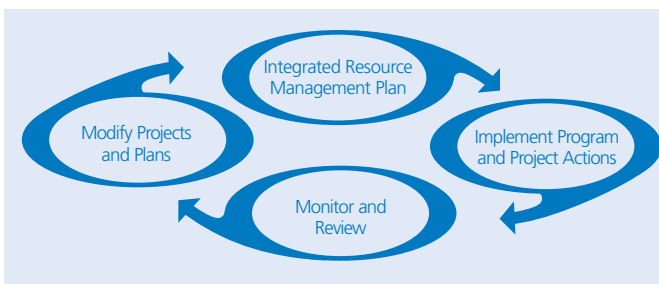 Integrated Resource
Management Plan
Implement Program
and Project Actions
Monitor and
Review
Modify Projects
and Plans